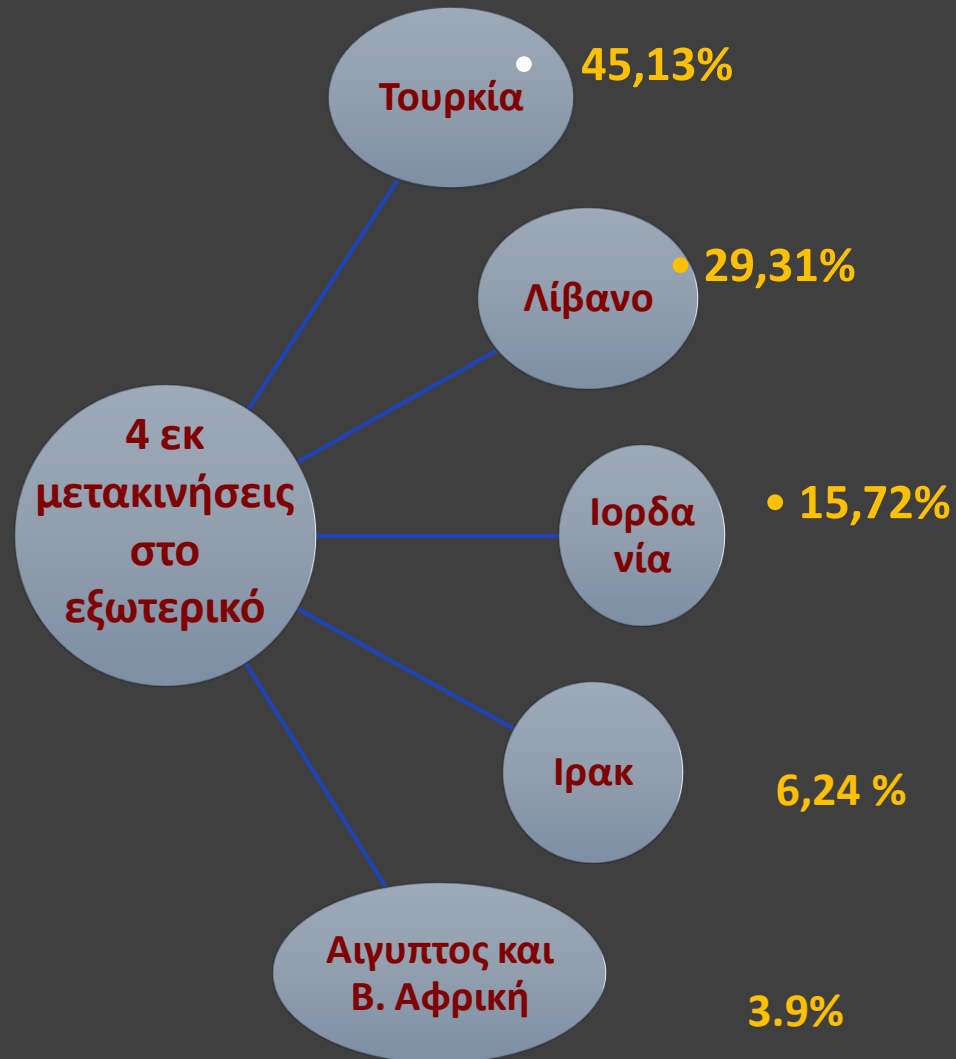 Τουρκία
• 45,13%
Λίβανο
• 29,31%
4 εκ
μετακινήσεις
στο
εξωτερικό
Ιορδα
νία
• 15,72%
Ιρακ
6,24 %
Αιγυπτος και
Β. Αφρική
3.9%